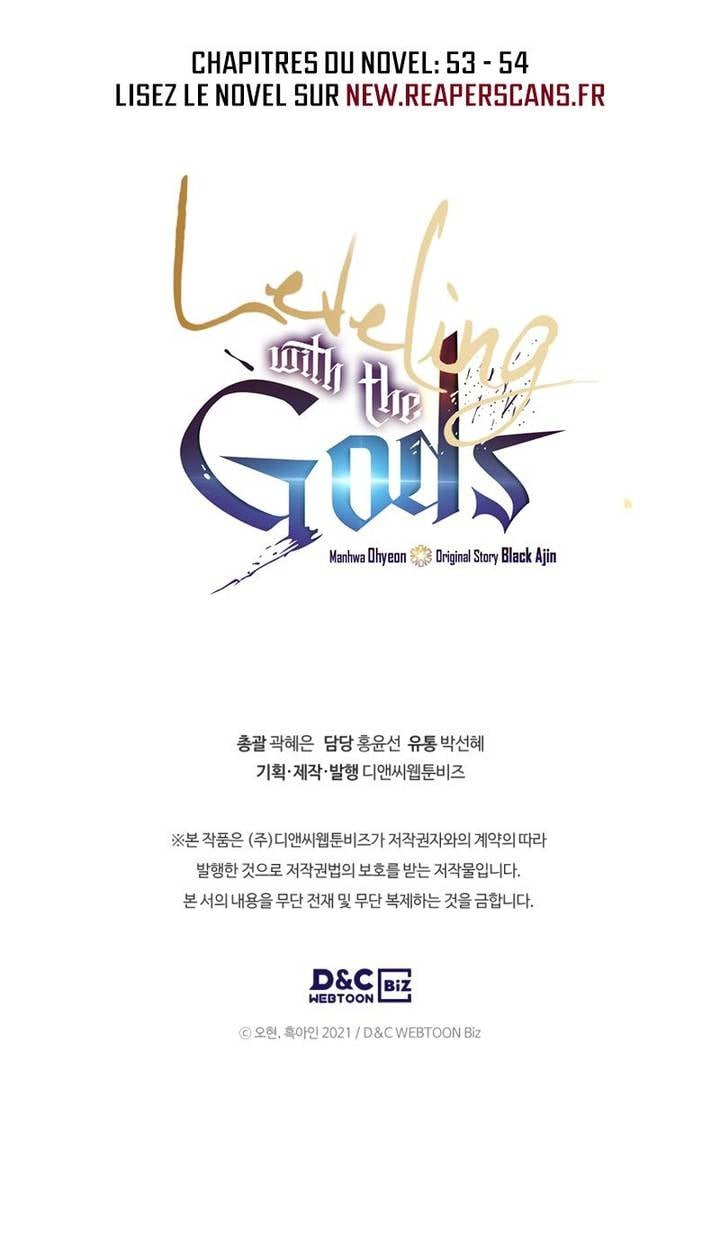 CHAPITRES DU NOVEL: 53 - 54
LISEZ LE NOVEL SUR NEW.REAPERSCANS.FR
Leveling
with the
Gods
Manhwa Ohyeon Original Story Black Ajin
총괄 곽혜은 담당 홍윤선 유통 박선혜
기획·제작·발행 디앤씨웹툰비즈
※본 작품은 (주)디앤씨웹툰비즈가 저작권자와의 계약의 따라
발행한 것으로 저작권법의 보호를 받는 저작물입니다.
본 서의 내용을 무단 전재 및 무단 복제하는 것을 금합니다.
D&C
WEBTOON BiZ
ⓒ 오현, 흑아인 2021 / D&C WEBTOON Biz